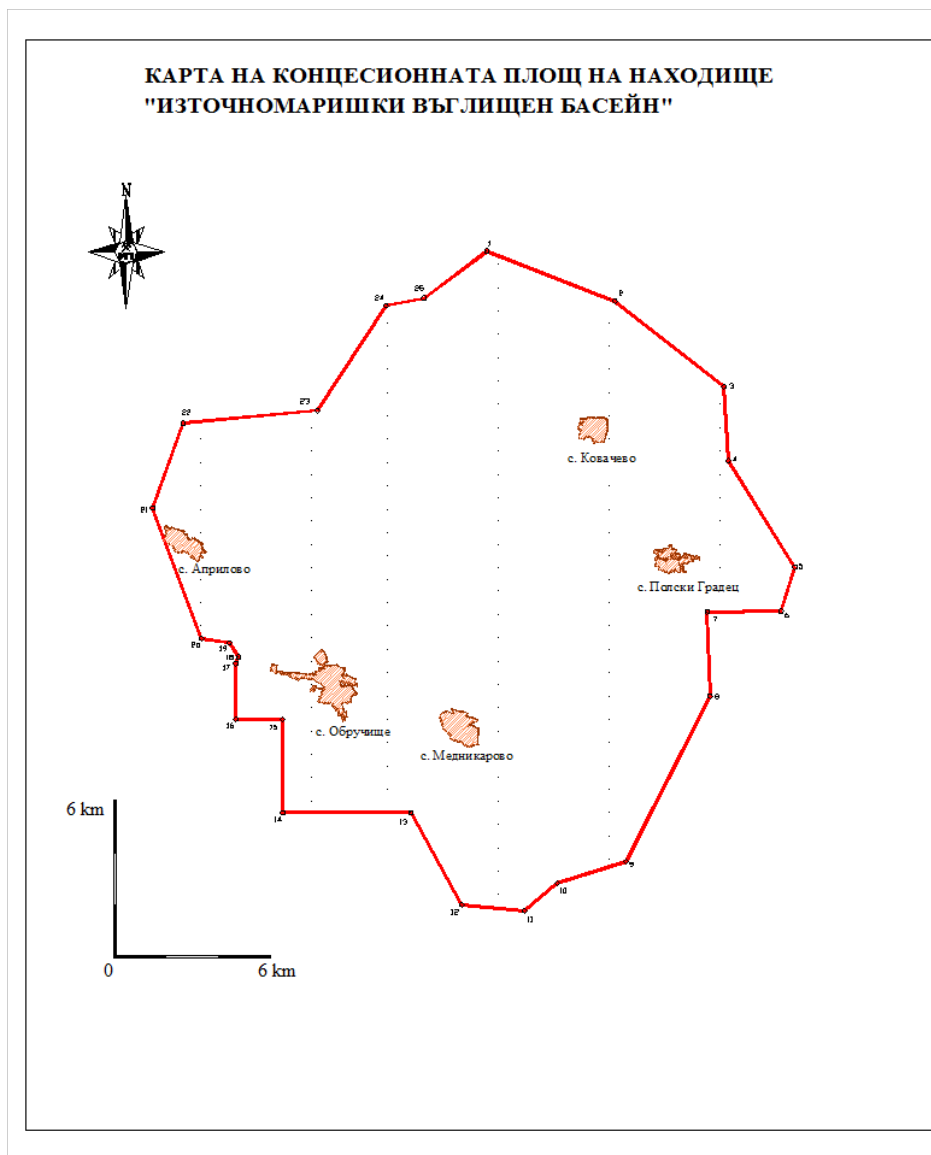 КАРТА НА КОНЦЕСИОННАТА ПЛОЩ НА НАХОДИЩЕ
"ИЗТОЧНОМАРИШКИ ВЪГЛИЩЕН БАСЕЙН"
N
1
25
2
24
3
23
22
4
с. Ковачево
21
5
с. Априлово
с. Полски Градец
6
7
20
19
18
17
8
16
15
с. Обручище
с. Медникарово
6 km
14
13
9
10
12
11
0
6 km